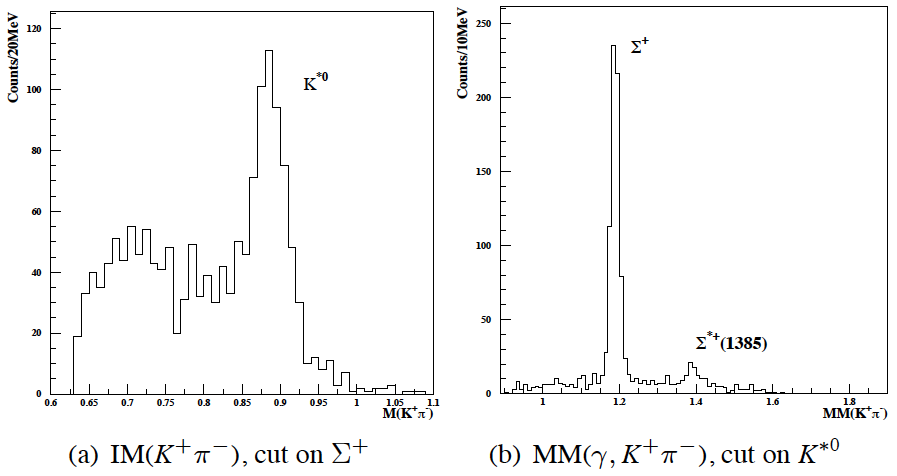 Counts/20MeV
120
100
80
60
40
20
0
K*0
0.6 0.65 0.7 0.75 0.8 0.85 0.9 0.95 1 1.05 1.1
M(K+π-)
(a) IM(K+π−), cut on Σ+
Counts/10MeV
250
200
150
100
50
0
Σ+
Σ*+(1385)
1 1.2 1.4 1.6 1.8
MM(K+π-)
(b) MM(γ, K+π−), cut on K*0